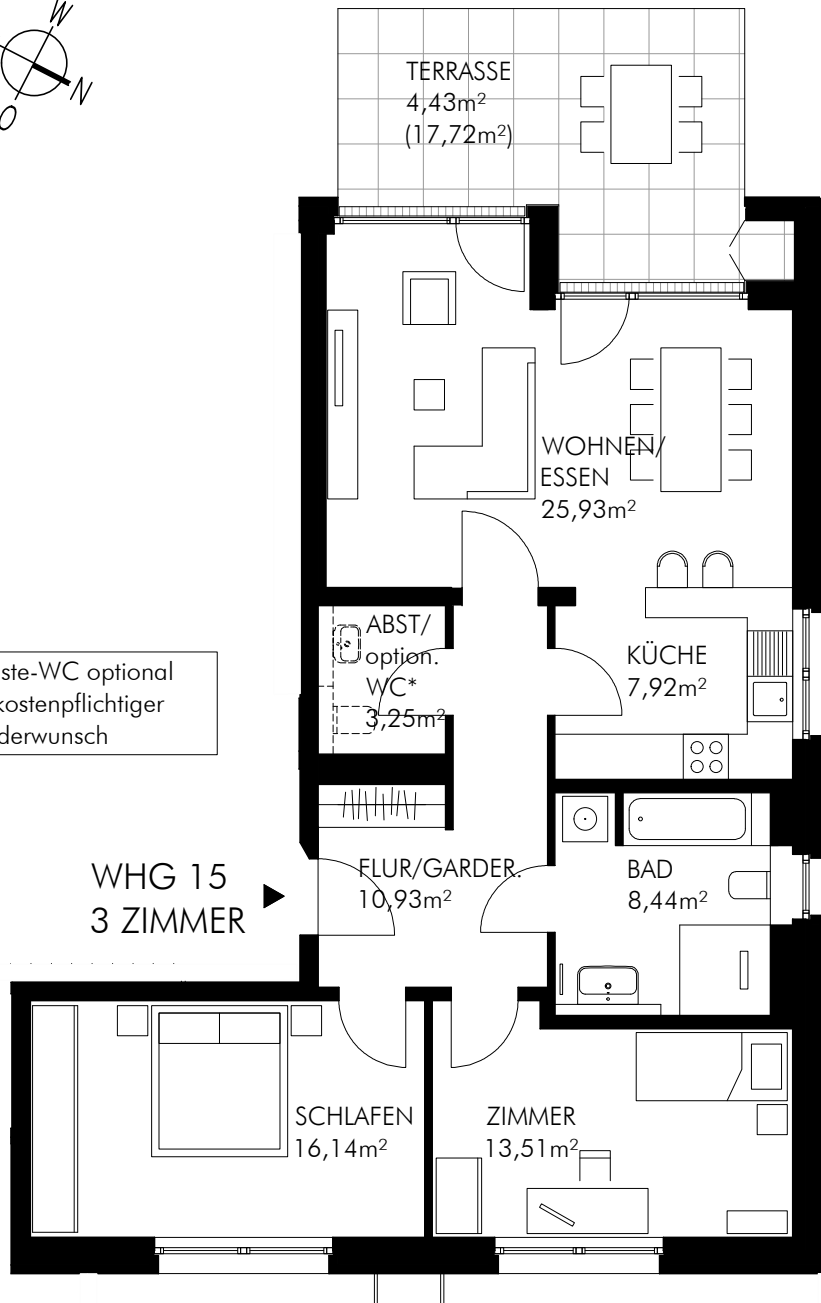 W
N
O
TERRASSE
4,43m²
(17,72m²)
WOHNEN/
ESSEN
25,93m²
ABST/
option.
WC*
3,25m²
KÜCHE
7,92m²
ste-WC optional
kostenpflichtiger
derwunsch
WHG 15
3 ZIMMER
FLUR/GARDER.
10,93m²
BAD
8,44m²
SCHLAFEN
16,14m²
ZIMMER
13,51m²